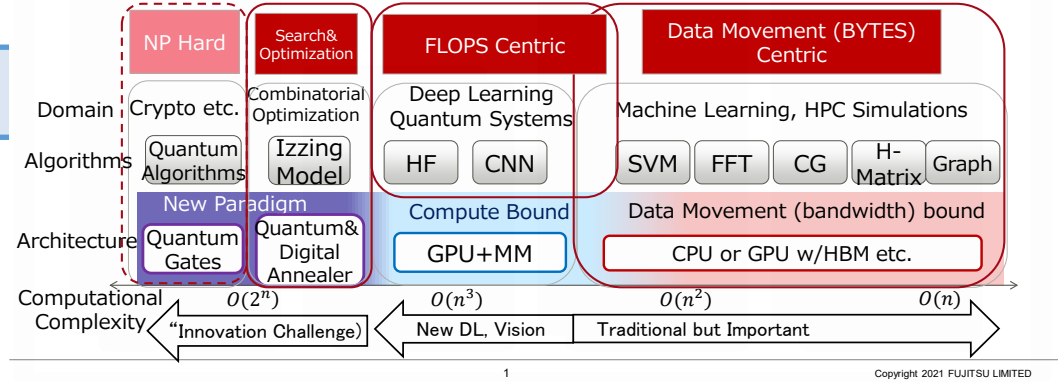 NP Hard
Search&
Optimization
FLOPS Centric
Data Movement (BYTES)
Centric
Domain
Crypto etc.
Combinatorial
Optimization
Deep Learning
Quantum Systems
Machine Learning, HPC Simulations
Algorithms
Quantum
Algorithms
Izzing
Model
HF
CNN
SVM
FFT
CG
H-
Matrix
Graph
New Paradigm
Compute Bound
Data Movement (bandwidth) bound
Architecture
Quantum
Gates
Quantum&
Digital
Annealer
GPU+MM
CPU or GPU w/HBM etc.
Computational
Complexity
O(2ⁿ)
O(n³)
O(n²)
O(n)
“Innovation Challenge)
New DL, Vision
Traditional but Important
1
Copyright 2021 FUJITSU LIMITED